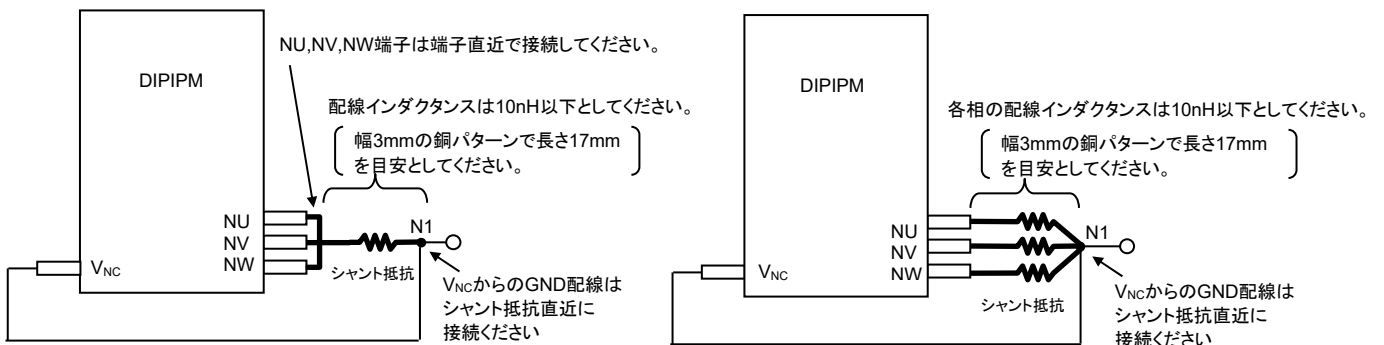 NU,NV,NW端子は端子直近で接続してください。
DIPIPM
配線インダクタンスは10nH以下としてください。
幅3mmの銅パターンで長さ17mm
を目安としてください。
NU
NV
NW
N1
VNC
シャント抵抗
VNCからのGND配線は
シャント抵抗直近に
接続ください
DIPIPM
各相の配線インダクタンスは10nH以下としてください。
幅3mmの銅パターンで長さ17mm
を目安としてください。
NU
NV
NW
N1
VNC
シャント抵抗
VNCからのGND配線は
シャント抵抗直近に
接続ください